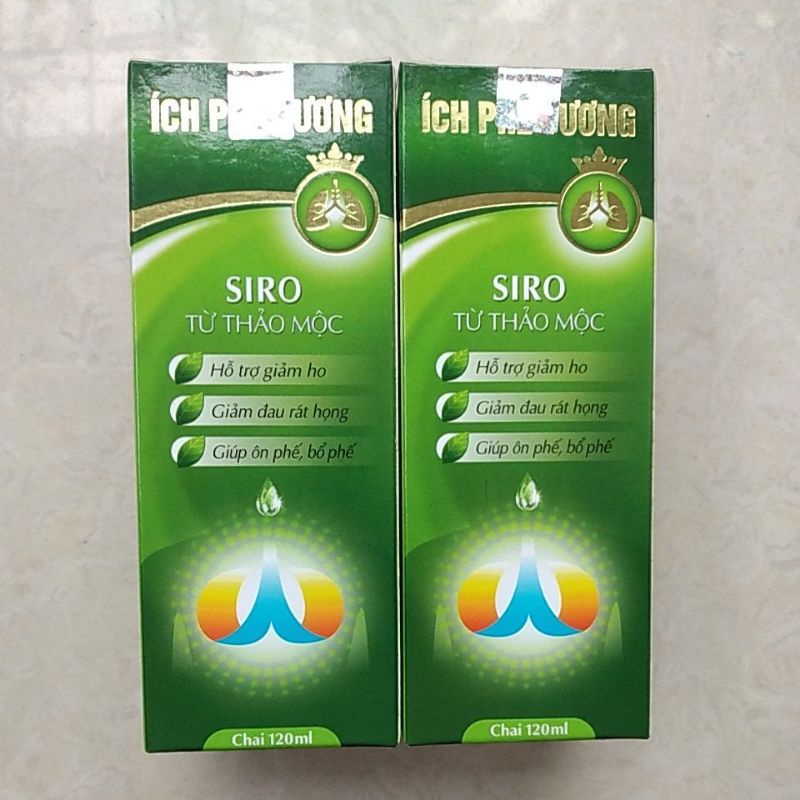 ÍCH
SIRO
TỪ THẢO MỘC
Hỗ trợ giảm ho
Giảm đau rát họng
Giúp ôn phế, bổ phế
Chai 120ml
ÍCH
SIRO
TỪ THẢO MỘC
Hỗ trợ giảm ho
Giảm đau rát họng
Giúp ôn phế, bổ phế
Chai 120ml